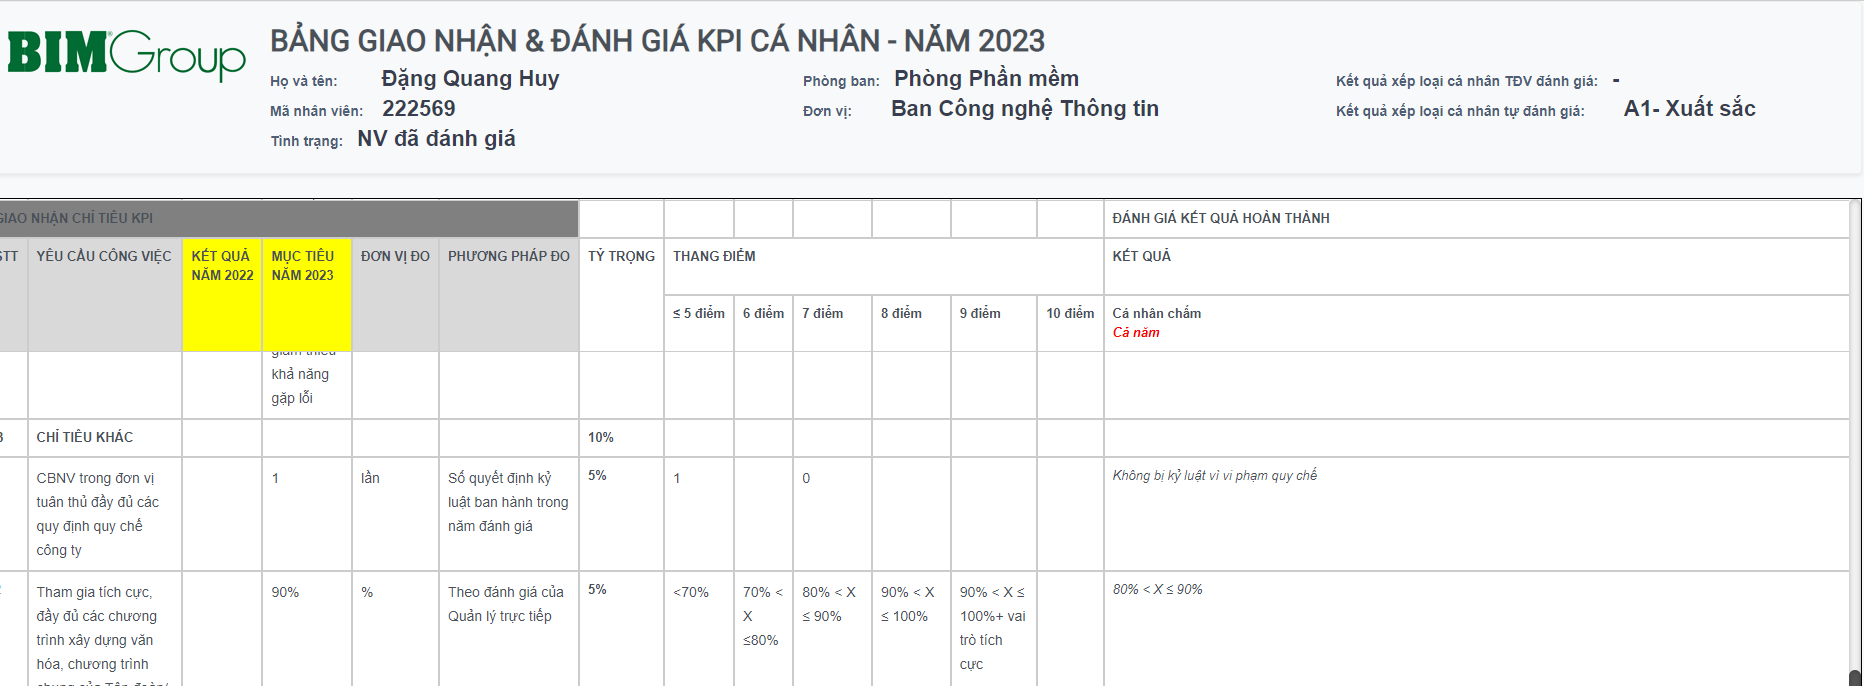 BIMGroup
BẢNG GIAO NHẬN & ĐÁNH GIÁ KPI CÁ NHÂN - NĂM 2023
Họ và tên: Đặng Quang Huy
Phòng ban: Phòng Phần mềm
Kết quả xếp loại cá nhân TĐV đánh giá: -
Mã nhân viên: 222569
Đơn vị: Ban Công nghệ Thông tin
Kết quả xếp loại cá nhân tự đánh giá: A1- Xuất sắc
Tình trạng: NV đã đánh giá
GIAO NHẬN CHỈ TIÊU KPI
ĐÁNH GIÁ KẾT QUẢ HOÀN THÀNH
STT
YÊU CẦU CÔNG VIỆC
KẾT QUẢ
NĂM 2022
MỤC TIÊU
NĂM 2023
ĐƠN VỊ ĐO
PHƯƠNG PHÁP ĐO
TỶ TRỌNG
THANG ĐIỂM
KẾT QUẢ
≤ 5 điểm
6 điểm
7 điểm
8 điểm
9 điểm
10 điểm
Cá nhân chấm
Cả năm
giảm thiểu
khả năng
gặp lỗi
CHỈ TIÊU KHÁC
10%
CBNV trong đơn vị
tuân thủ đầy đủ các
quy định quy chế
công ty
1
lần
Số quyết định kỷ
luật ban hành trong
năm đánh giá
5%
1
0
Không bị kỷ luật vì vi phạm quy chế
Tham gia tích cực,
đầy đủ các chương
trình xây dựng văn
hóa, chương trình
90%
%
Theo đánh giá của
Quản lý trực tiếp
5%
<70%
70% <
X
≤80%
80% < X
≤ 90%
90% < X
≤ 100%
90% < X ≤
100%+ vai
trò tích
cực
80% < X ≤ 90%